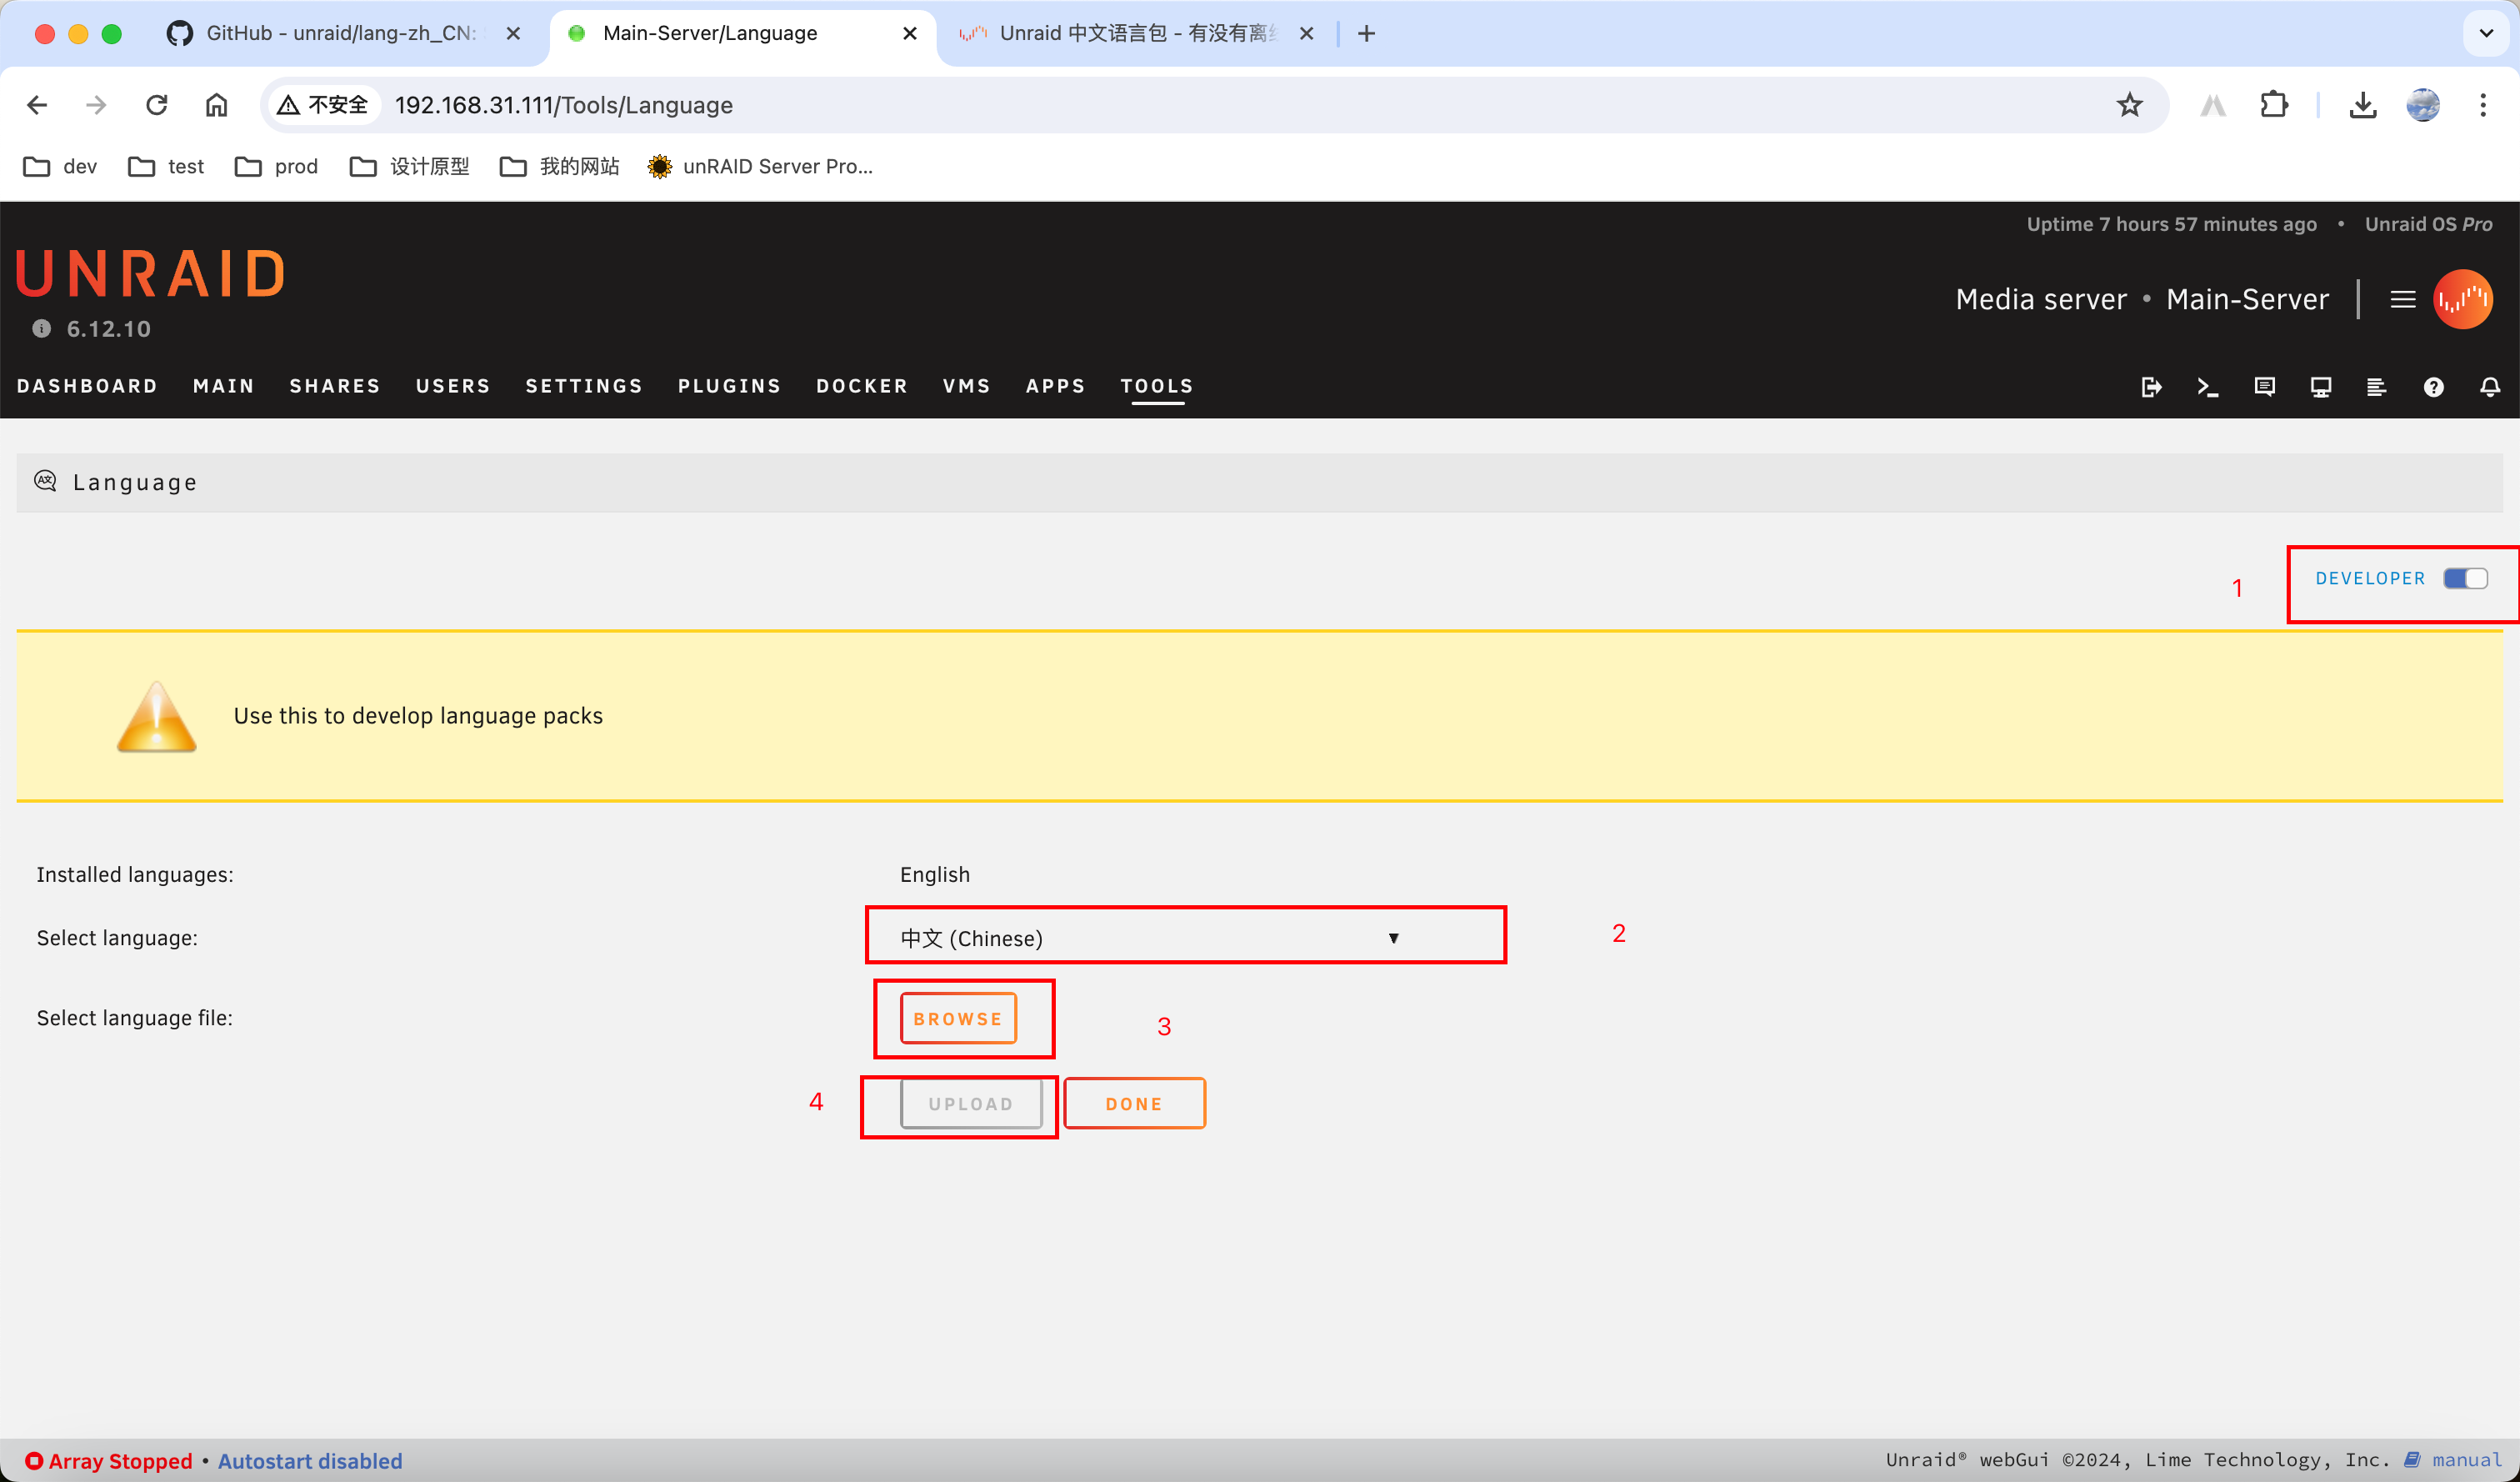 GitHub - unraid/lang-zh_CN:
Main-Server/Language
Unraid 中文语言包 - 有没有离线
不安全
192.168.31.111/Tools/Language
dev
test
prod
设计原型
我的网站
unRAID Server Pro...
Uptime 7 hours 57 minutes ago • Unraid OS Pro
UNRAID
6.12.10
Media server • Main-Server
DASHBOARD MAIN SHARES USERS SETTINGS PLUGINS DOCKER VMS APPS TOOLS
Language
1
DEVELOPER
Use this to develop language packs
Installed languages:
English
Select language:
中文 (Chinese)
2
Select language file:
BROWSE
3
4
UPLOAD
DONE
Array Stopped • Autostart disabled
Unraid® webGui ©2024, Lime Technology, Inc. manual